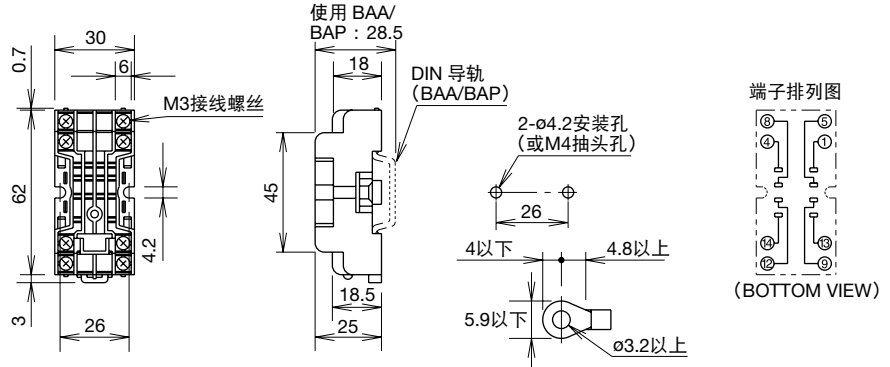 使用 BAA/
BAP：28.5
30
6
0.7
M3接线螺丝
62
4.2
3
26
18
DIN 导轨
（BAA/BAP）
45
18.5
25
2-ø4.2安装孔
（或M4抽头孔）
26
4以下
4.8以上
5.9以下
ø3.2以上
端子排列图
⑧ ⑤
④ ①
⑭ ⑬
⑫ ⑨
(BOTTOM VIEW)